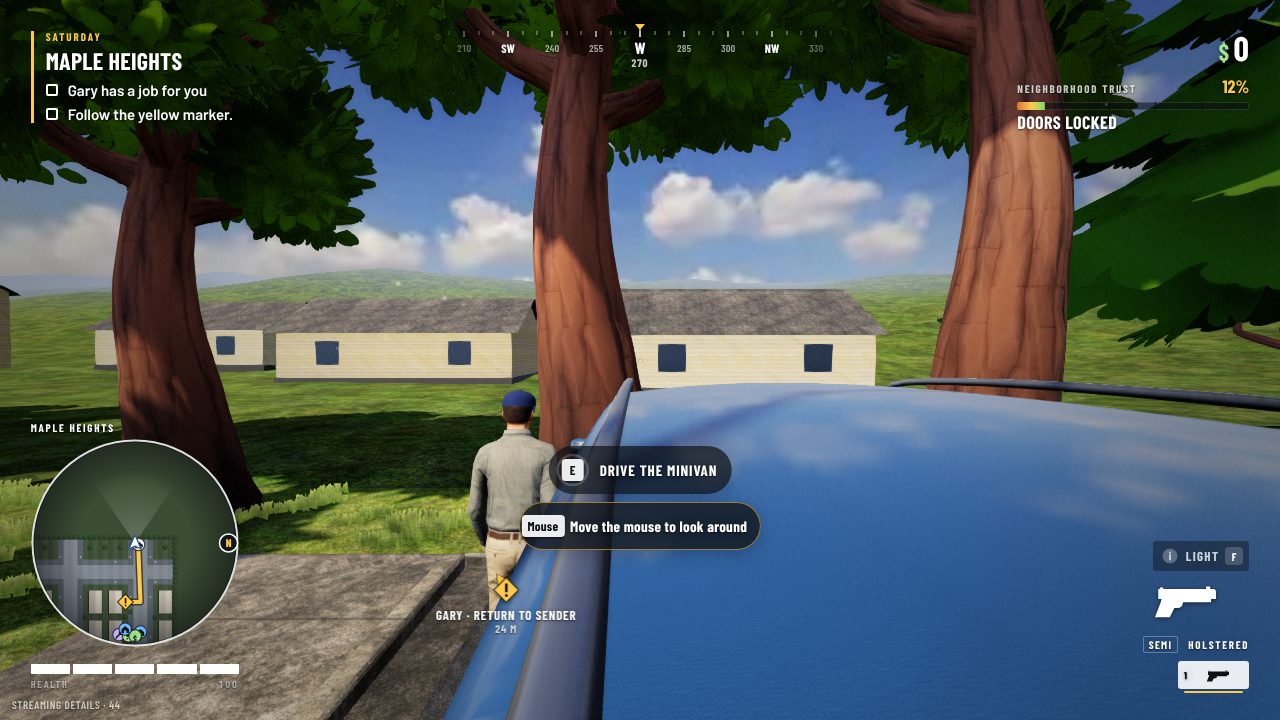 SATURDAY
MAPLE HEIGHTS
Gary has a job for you
Follow the yellow marker.
210 SW 240 255 W 285 300 NW 330
270
$0
NEIGHBORHOOD TRUST 12%
DOORS LOCKED
E DRIVE THE MINIVAN
Mouse Move the mouse to look around
GARY · RETURN TO SENDER
24 M
MAPLE HEIGHTS
N
HEALTH 100
STREAMING DETAILS · 44
LIGHT F
SEMI HOLSTERED
1